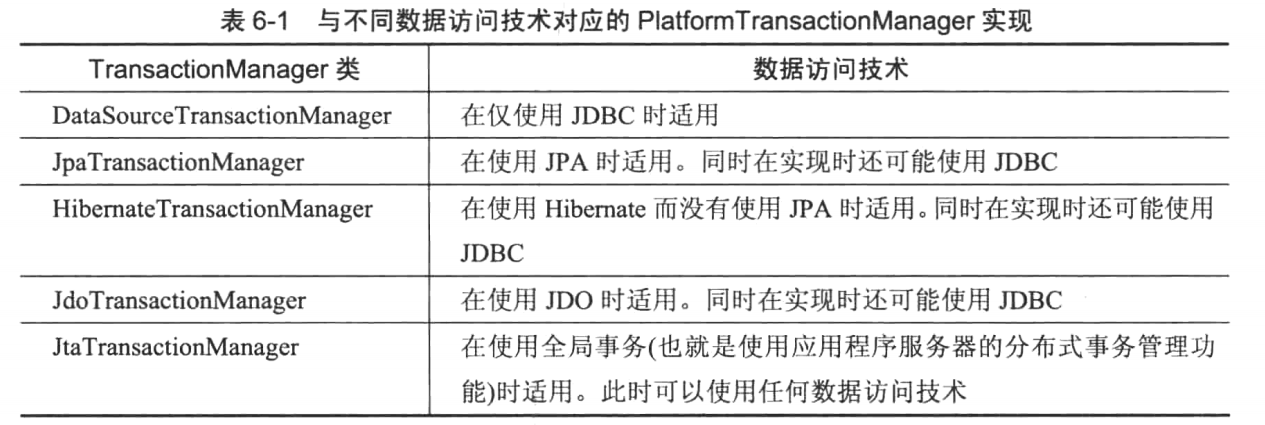 表 6-1 与不同数据访问技术对应的 PlatformTransactionManager 实现
TransactionManager 类 数据访问技术
DataSourceTransactionManager 在仅使用 JDBC 时适用
JpaTransactionManager 在使用 JPA 时适用。同时在实现时还可能使用 JDBC
HibernateTransactionManager 在使用 Hibernate 而没有使用 JPA 时适用。同时在实现时还可能使用
JDBC
JdoTransactionManager 在使用 JDO 时适用。同时在实现时还可能使用 JDBC
JtaTransactionManager 在使用全局事务(也就是使用应用程序服务器的分布式事务管理功
能)时适用。此时可以使用任何数据访问技术